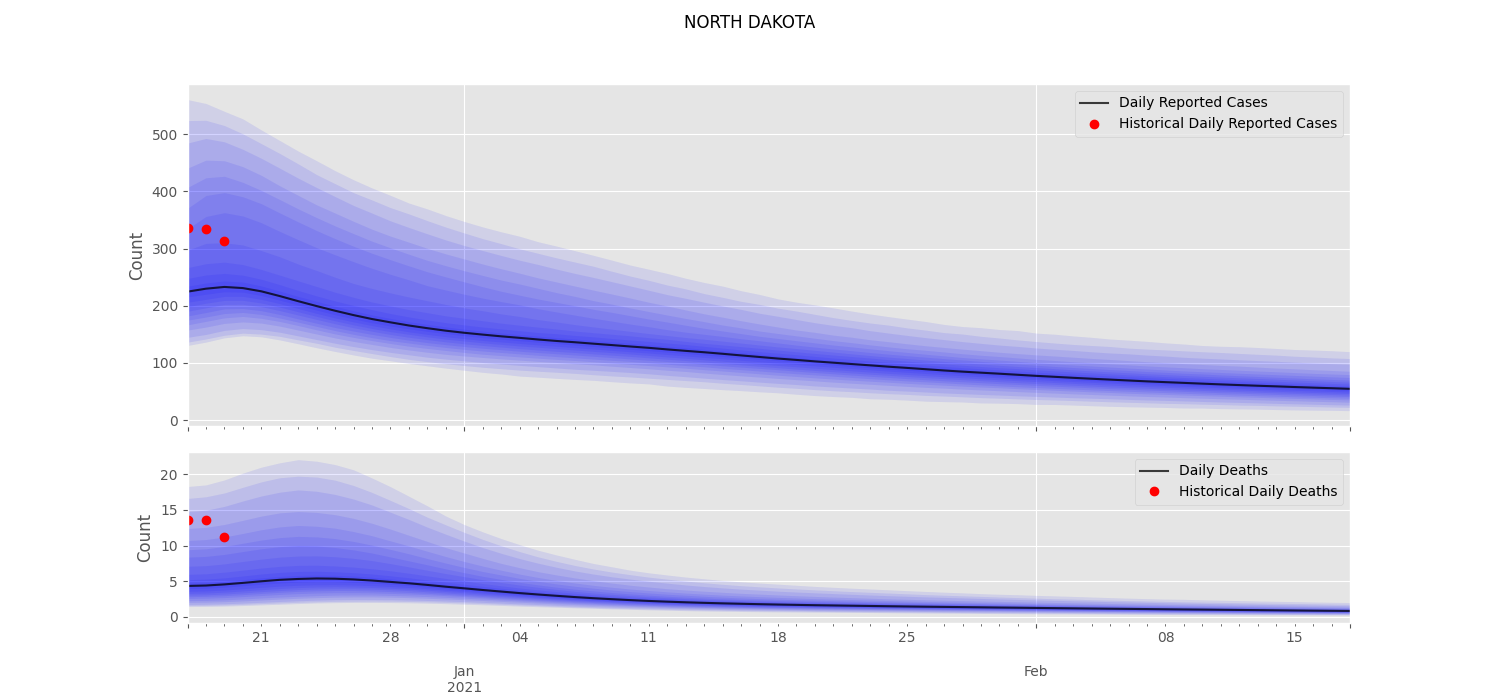 NORTH DAKOTA
Daily Reported Cases
Historical Daily Reported Cases
Count
500
400
300
200
100
0
Daily Deaths
Historical Daily Deaths
Count
20
15
10
5
0
21 28 04 11 18 25 08 15
Jan Feb
2021